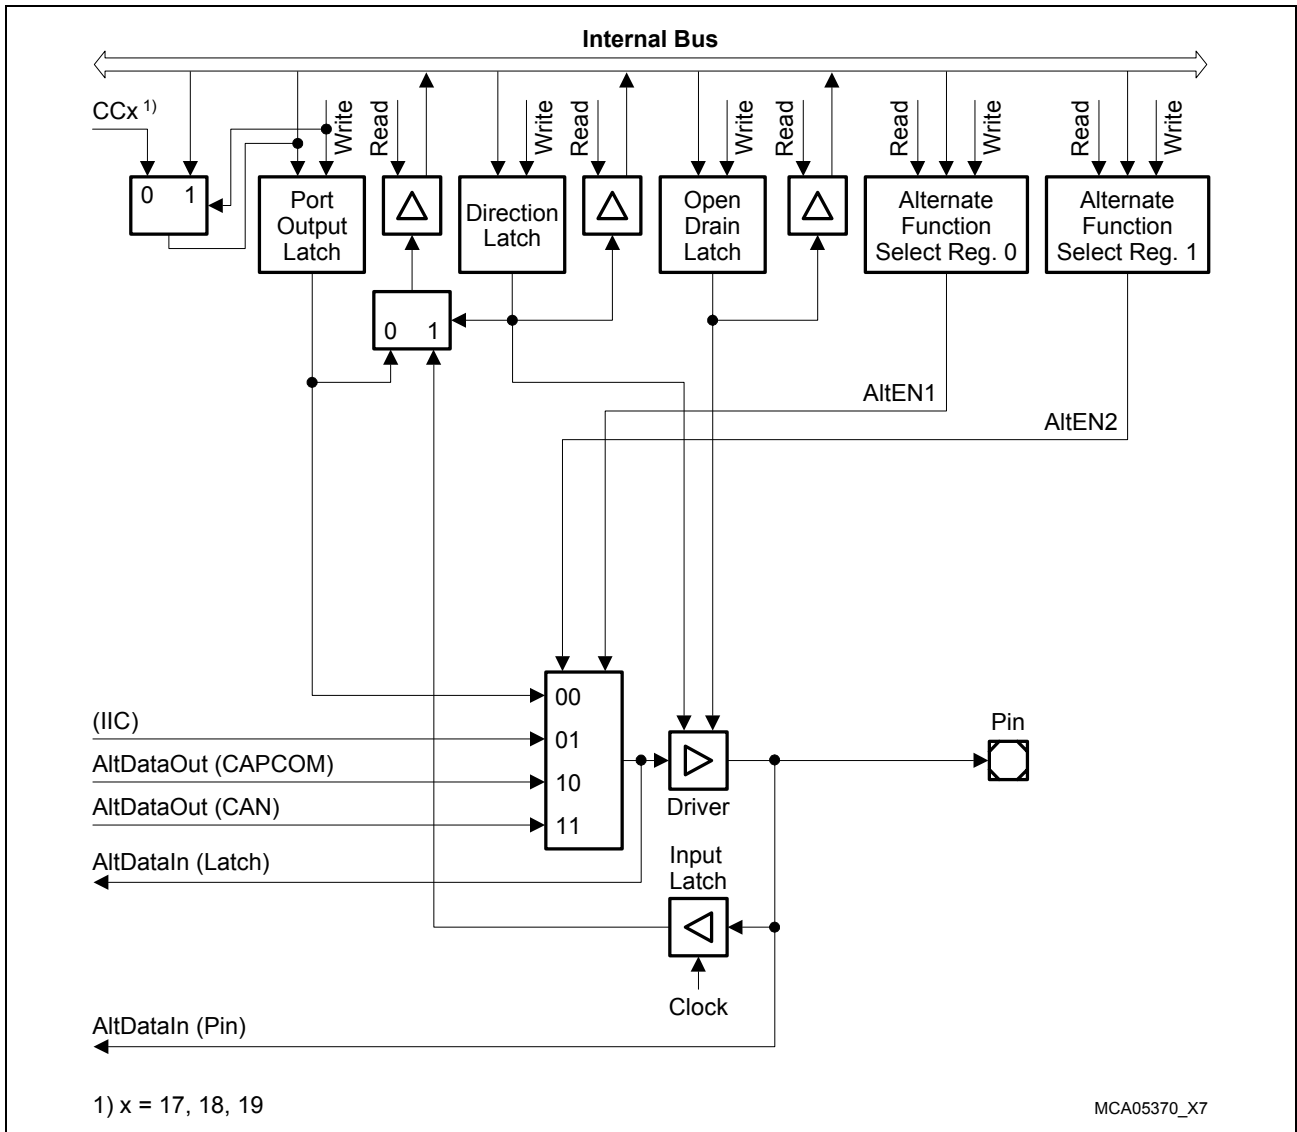 Internal Bus
CCx 1)
Write
Read
Write
Read
Write
Read
Read
Write
Read
Write
0 1
Port
Output
Latch
Direction
Latch
Open
Drain
Latch
Alternate
Function
Select Reg. 0
Alternate
Function
Select Reg. 1
0 1
AltEN1
AltEN2
00
01
10
11
(IIC)
AltDataOut (CAPCOM)
AltDataOut (CAN)
AltDataIn (Latch)
Driver
Pin
Input
Latch
Clock
AltDataIn (Pin)
1) x = 17, 18, 19
MCA05370_X7